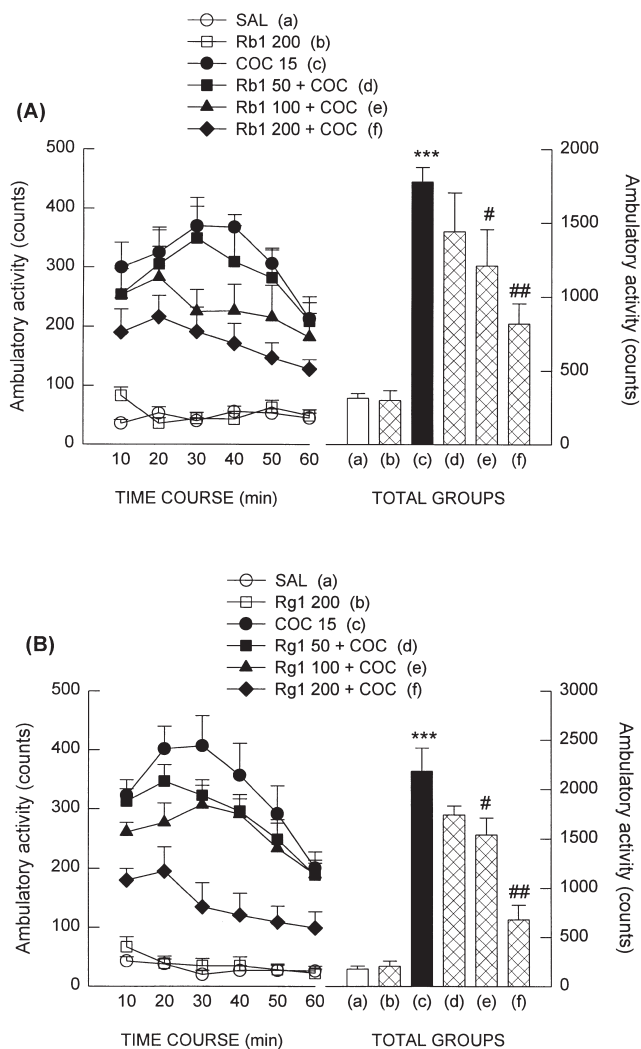 SAL (a)
Rb1 200 (b)
COC 15 (c)
Rb1 50 + COC (d)
Rb1 100 + COC (e)
Rb1 200 + COC (f)
(A)
Ambulatory activity (counts)
500
400
300
200
100
0
10 20 30 40 50 60
TIME COURSE (min)
***
#
##
(a) (b) (c) (d) (e) (f)
TOTAL GROUPS
2000
1500
1000
500
0
Ambulatory activity (counts)
SAL (a)
Rg1 200 (b)
COC 15 (c)
Rg1 50 + COC (d)
Rg1 100 + COC (e)
Rg1 200 + COC (f)
(B)
Ambulatory activity (counts)
500
400
300
200
100
0
10 20 30 40 50 60
TIME COURSE (min)
***
#
##
(a) (b) (c) (d) (e) (f)
TOTAL GROUPS
3000
2500
2000
1500
1000
500
0
Ambulatory activity (counts)